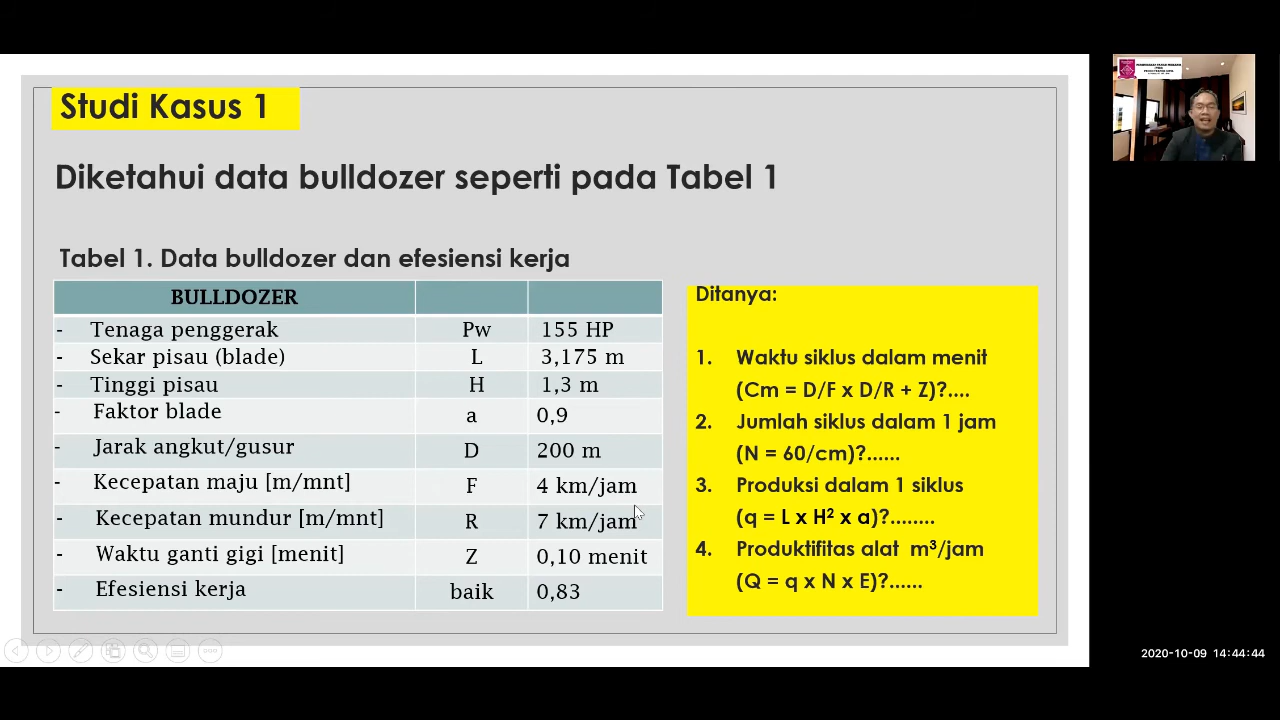 Studi Kasus 1
Diketahui data bulldozer seperti pada Tabel 1
Tabel 1. Data bulldozer dan efesiensi kerja
BULLDOZER
- Tenaga penggerak Pw 155 HP
- Sekar pisau (blade) L 3,175 m
- Tinggi pisau H 1,3 m
- Faktor blade a 0,9
- Jarak angkut/gusur D 200 m
- Kecepatan maju [m/mnt] F 4 km/jam
- Kecepatan mundur [m/mnt] R 7 km/jam
- Waktu ganti gigi [menit] Z 0,10 menit
- Efesiensi kerja baik 0,83
Ditanya:
1. Waktu siklus dalam menit
(Cm = D/F x D/R + Z)?....
2. Jumlah siklus dalam 1 jam
(N = 60/cm)?......
3. Produksi dalam 1 siklus
(q = L x H² x a)?........
4. Produktifitas alat m³/jam
(Q = q x N x E)?......
2020-10-09 14:44:44